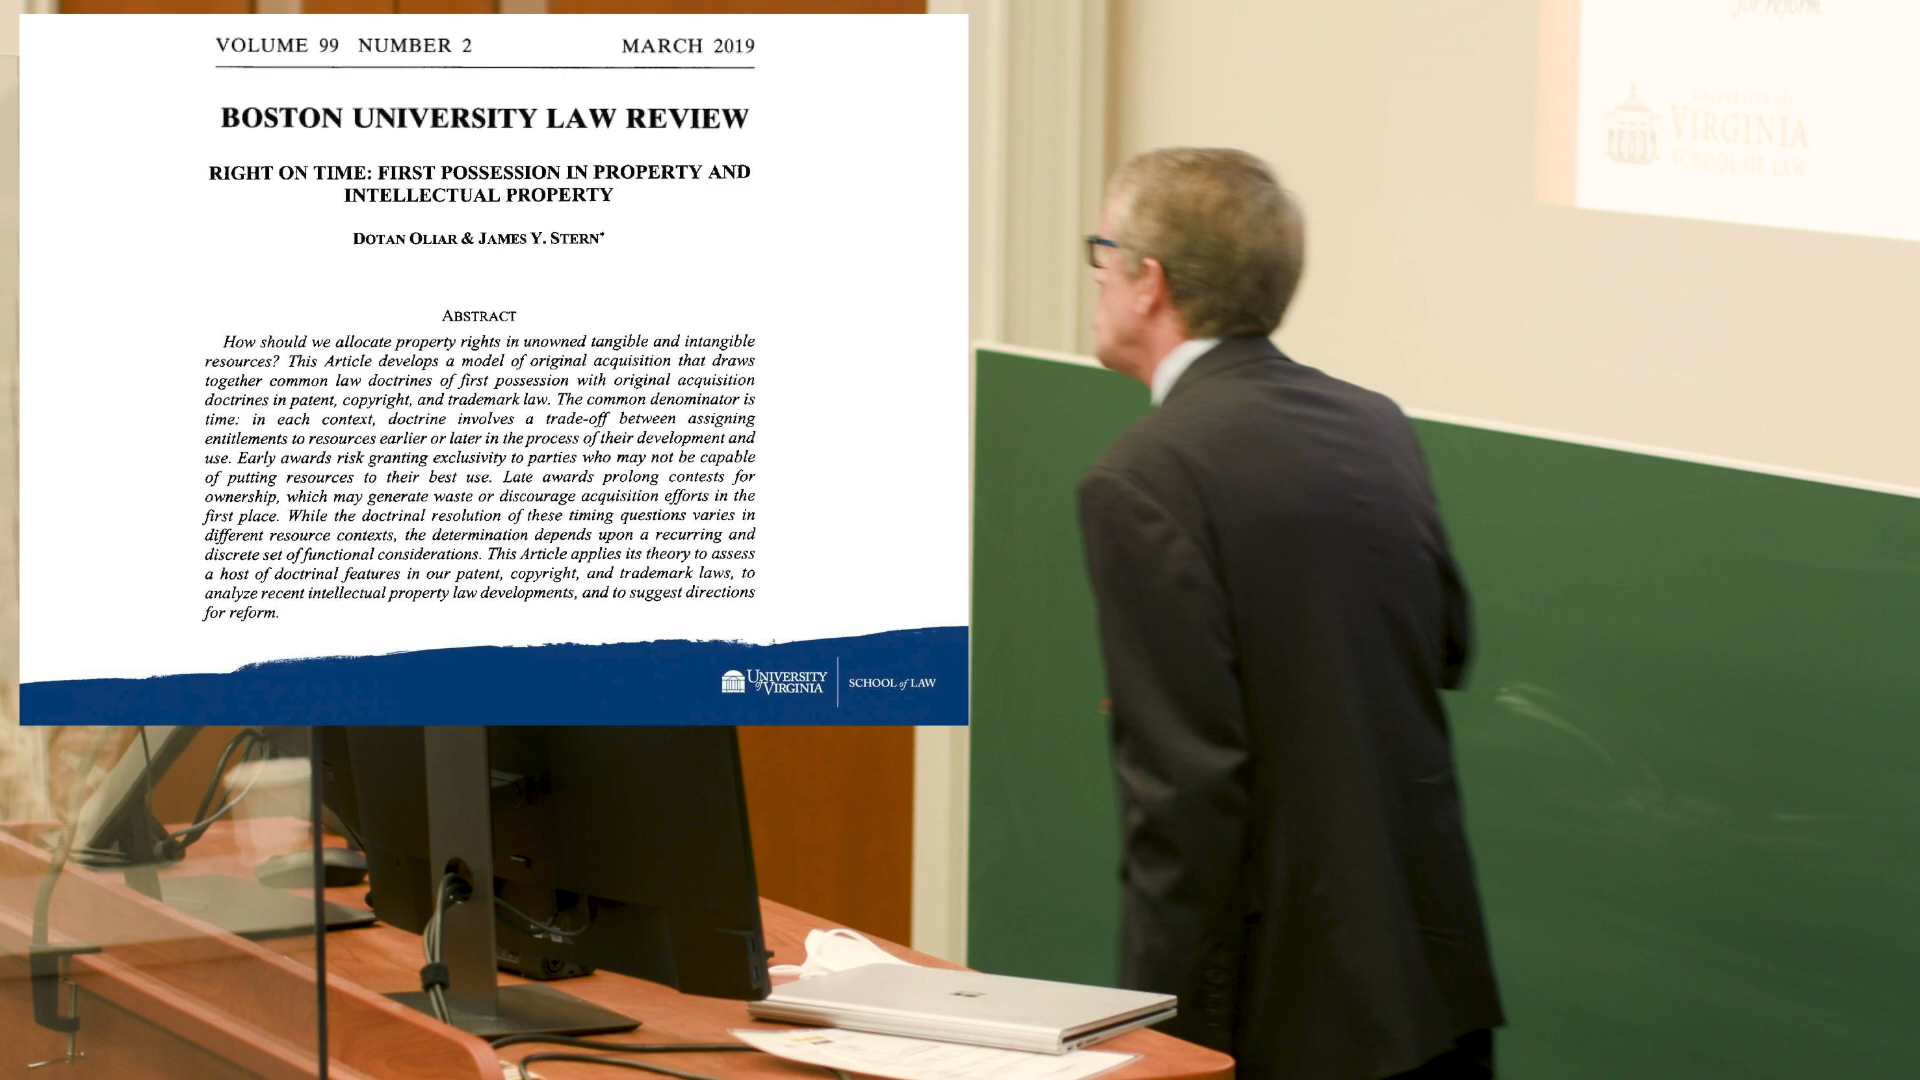 VOLUME 99 NUMBER 2 MARCH 2019
BOSTON UNIVERSITY LAW REVIEW
RIGHT ON TIME: FIRST POSSESSION IN PROPERTY AND
INTELLECTUAL PROPERTY
DOTAN OLIAR & JAMES Y. STERN*
ABSTRACT
How should we allocate property rights in unowned tangible and intangible
resources? This Article develops a model of original acquisition that draws
together common law doctrines of first possession with original acquisition
doctrines in patent, copyright, and trademark law. The common denominator is
time: in each context, doctrine involves a trade-off between assigning
entitlements to resources earlier or later in the process of their development and
use. Early awards risk granting exclusivity to parties who may not be capable
of putting resources to their best use. Late awards prolong contests for
ownership, which may generate waste or discourage acquisition efforts in the
first place. While the doctrinal resolution of these timing questions varies in
different resource contexts, the determination depends upon a recurring and
discrete set of functional considerations. This Article applies its theory to assess
a host of doctrinal features in our patent, copyright, and trademark laws, to
analyze recent intellectual property law developments, and to suggest directions
for reform.
UNIVERSITY
of VIRGINIA
SCHOOL of LAW
for reform.
UNIVERSITY of
VIRGINIA
SCHOOL OF LAW